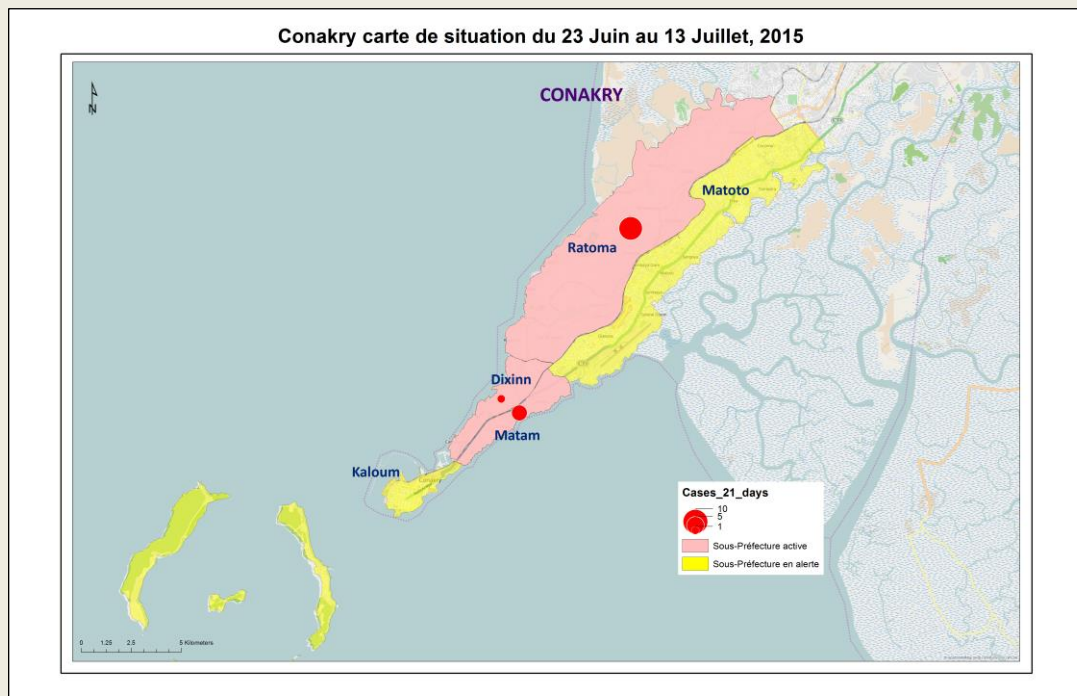 Conakry carte de situation du 23 Juin au 13 Juillet, 2015
N
CONAKRY
Matoto
Ratoma
Dixinn
Matam
Kaloum
Cases_21_days
10
5
1
Sous-Préfecture active
Sous-Préfecture en alerte
0 1.25 2.5 5 Kilometers